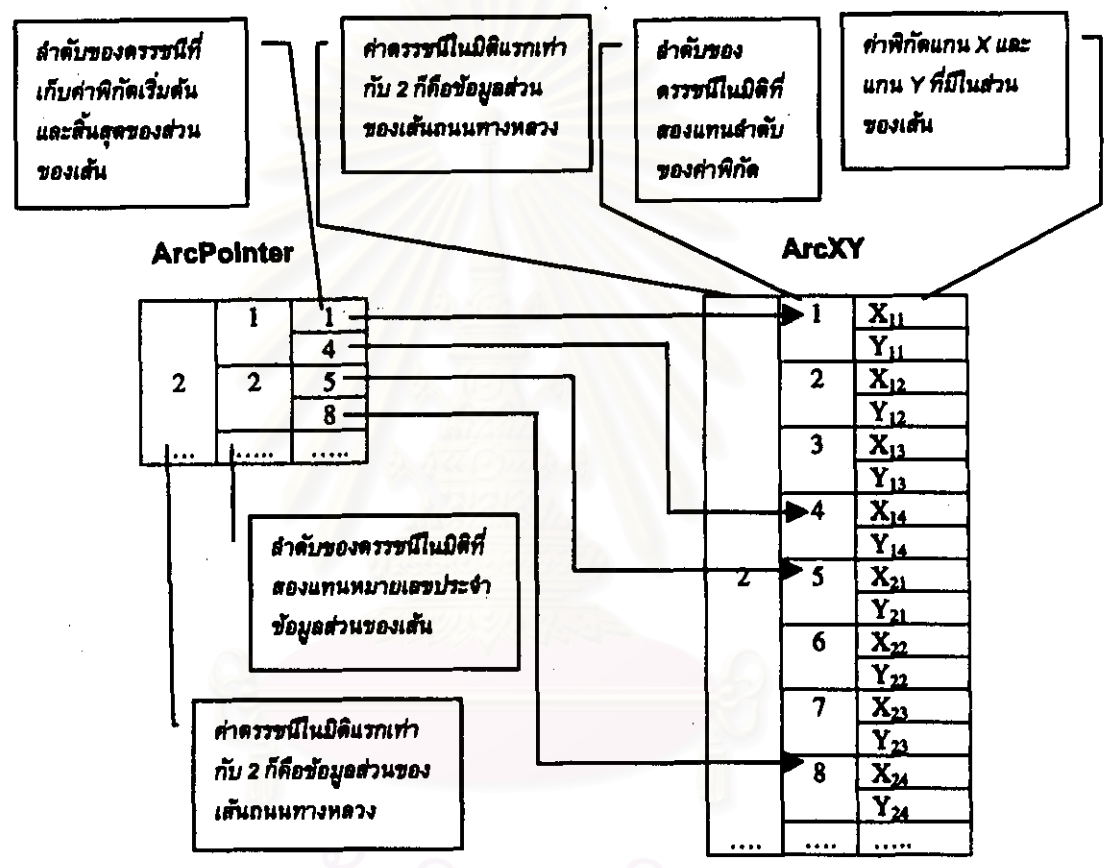 ลำดับของดรรชนีที่
เก็บค่าพิกัดเริ่มต้น
และสิ้นสุดของส่วน
ของเส้น
ค่าดรรชนีในมิติแรกเท่า
กับ 2 ก็คือข้อมูลส่วน
ของเส้นถนนทางหลวง
ลำดับของ
ดรรชนีในมิติที่
สองแทนลำดับ
ของค่าพิกัด
ค่าพิกัดแกน X และ
แกน Y ที่มีในส่วน
ของเส้น
ArcPointer
2
1
1
4
2
5
8
....
.....
.....
ลำดับของดรรชนีในมิติที่
สองแทนหมายเลขประจำ
ข้อมูลส่วนของเส้น
ค่าดรรชนีในมิติแรกเท่า
กับ 2 ก็คือข้อมูลส่วนของ
เส้นถนนทางหลวง
ArcXY
2
1
X11
Y11
2
X12
Y12
3
X13
Y13
4
X14
Y14
5
X21
Y21
6
X22
Y22
7
X23
Y23
8
X24
Y24
....
....
.....